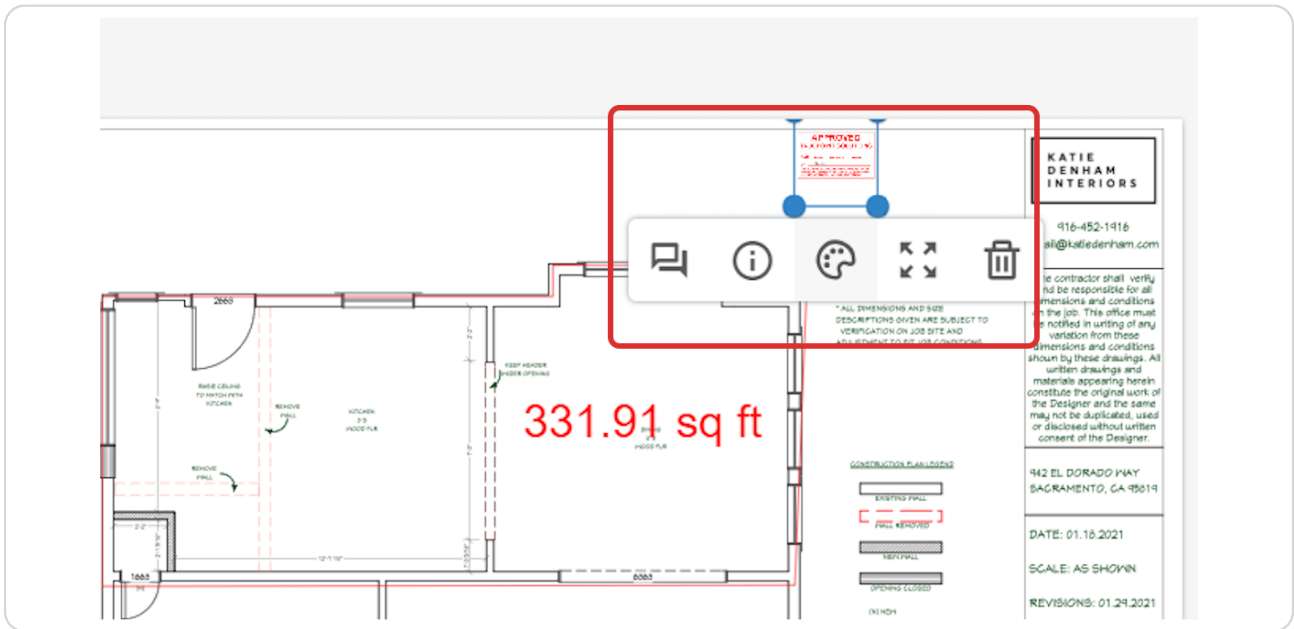 APPROVED
KATIE
DENHAM
INTERIORS
916-452-1916
ail@katiedenham.com
e contractor shall verify
nd be responsible for all
mensions and conditions
n the job. This office must
be notified in writing of any
variation from these
dimensions and conditions
shown by these drawings. All
written drawings and
materials appearing herein
constitute the original work of
the Designer and the same
may not be duplicated, used
or disclosed without written
consent of the Designer.
942 EL DORADO WAY
SACRAMENTO, CA 95819
DATE: 01.18.2021
SCALE: AS SHOWN
REVISIONS: 01.29.2021
* ALL DIMENSIONS AND SIZE
DESCRIPTIONS GIVEN ARE SUBJECT TO
VERIFICATION ON JOB SITE AND
ADJUSTMENT TO FIT JOB CONDITIONS
2668
RAISE CEILING
TO MATCH
KITCHEN
REMOVE
WALL
KITCHEN
WOOD FLR
KEEP HEADER
UNDER OPENING
331.91 sq ft
WOOD FLR
REMOVE
WALL
1668
6068
CONSTRUCTION PLAN LEGEND
EXISTING WALL
WALL REMOVED
NEW WALL
OPENING CLOSED
(N) NEW